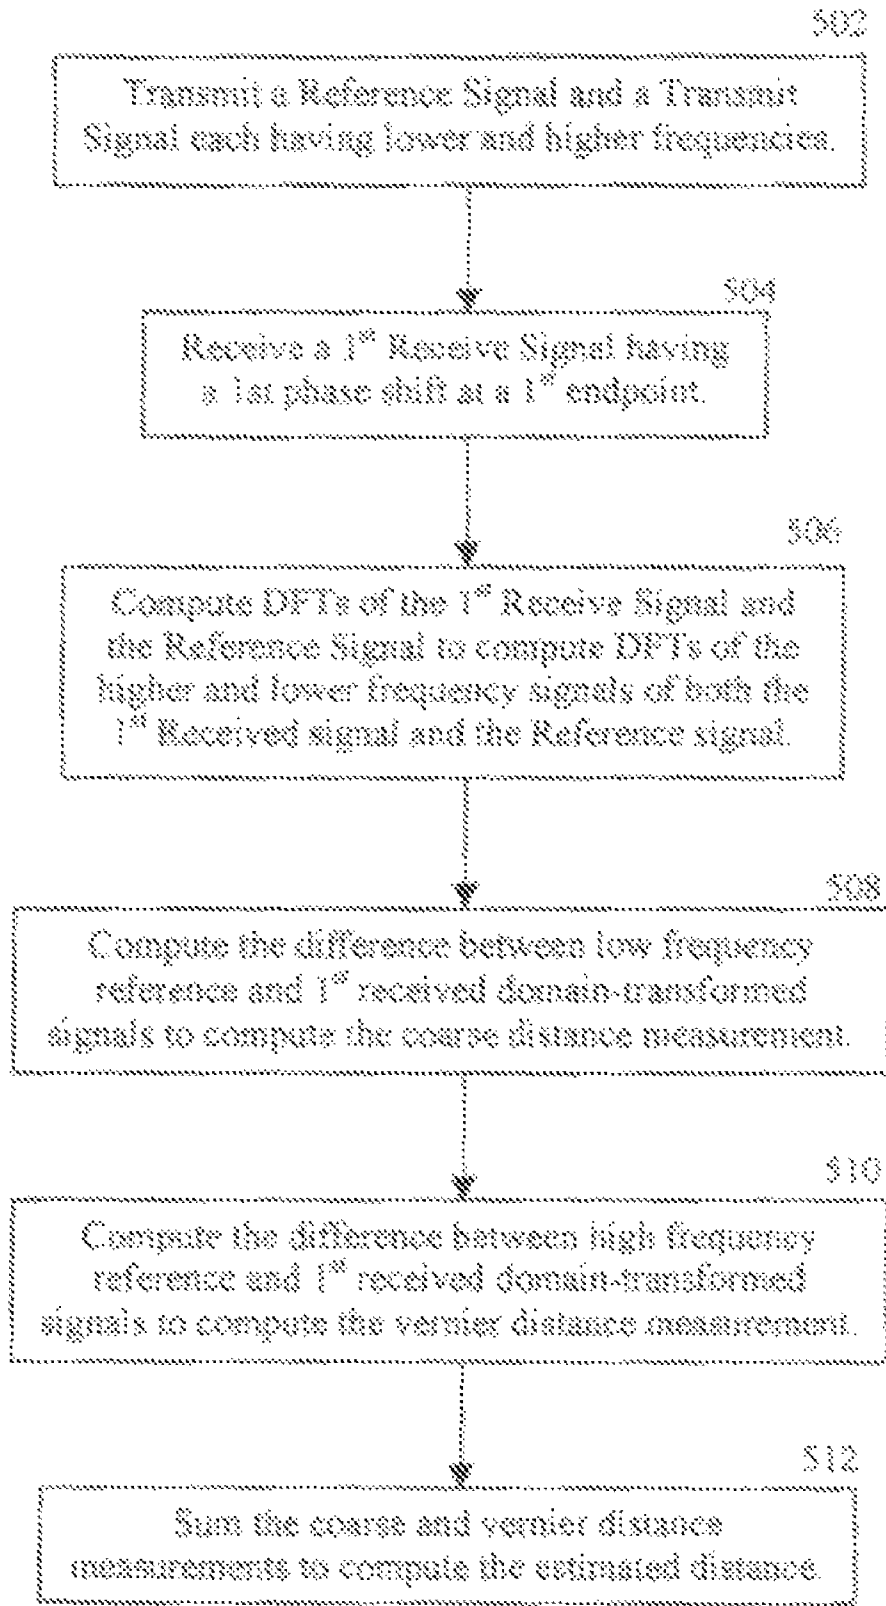 502
Transmit a Reference Signal and a Transmit
Signal each having lower and higher frequencies.
504
Receive a 1st Receive Signal having
a 1st phase shift at a 1st endpoint.
506
Compute DFTs of the 1st Receive Signal and
the Reference Signal to compute DFTs of the
higher and lower frequency signals of both the
1st Received signal and the Reference signal.
508
Compute the difference between low frequency
reference and 1st received domain-transformed
signals to compute the coarse distance measurement.
510
Compute the difference between high frequency
reference and 1st received domain-transformed
signals to compute the vernier distance measurement.
512
Sum the coarse and vernier distance
measurements to compute the estimated distance.